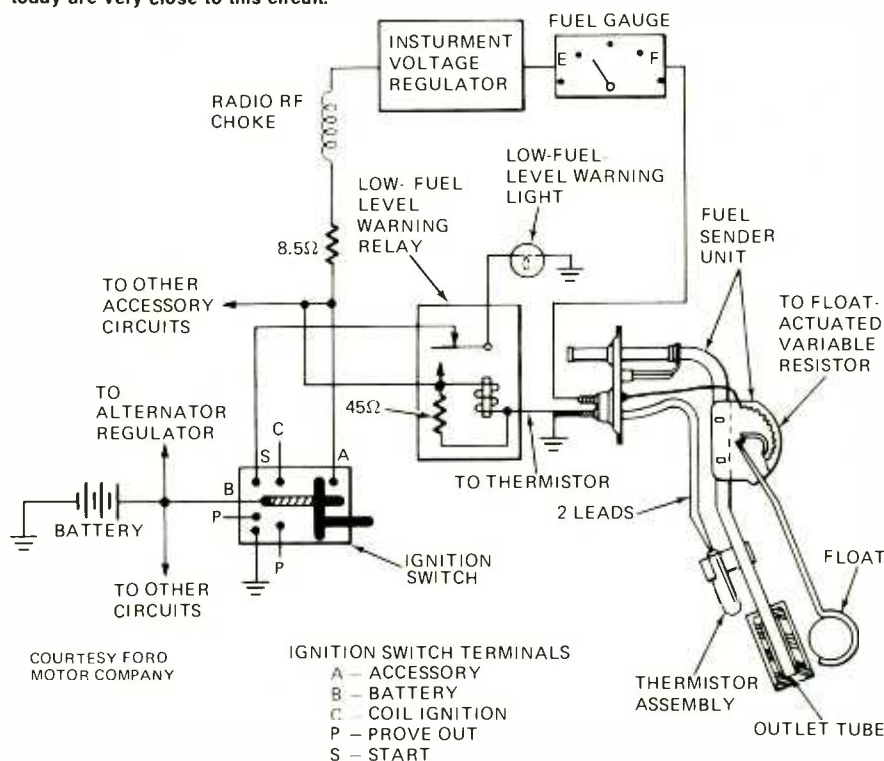 today are very close to this circuit.
FUEL GAUGE
INSTURMENT
VOLTAGE
REGULATOR
E
F
RADIO RF
CHOKE
LOW-FUEL-
LEVEL WARNING
LIGHT
LOW- FUEL
LEVEL
WARNING
RELAY
FUEL
SENDER
UNIT
8.5Ω
TO OTHER
ACCESSORY
CIRCUITS
TO FLOAT-
ACTUATED
VARIABLE
RESISTOR
TO
ALTERNATOR
REGULATOR
45Ω
C
S
A
B
TO THERMISTOR
P
2 LEADS
BATTERY
P
IGNITION
SWITCH
FLOAT
TO OTHER
CIRCUITS
COURTESY FORO
MOTOR COMPANY
IGNITION SWITCH TERMINALS
A – ACCESSORY
B – BATTERY
C – COIL IGNITION
P – PROVE OUT
S – START
THERMISTOR
ASSEMBLY
OUTLET TUBE